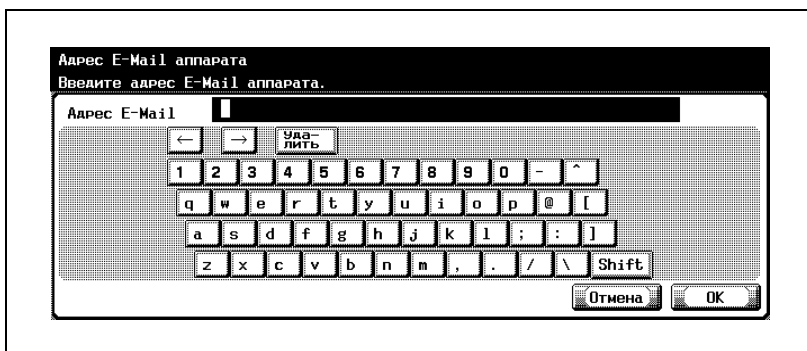 Адрес E-Mail аппарата
Введите адрес E-Mail аппарата.
Адрес E-Mail
← → Уда-
лить
1 2 3 4 5 6 7 8 9 0 - ^
q w e r t y u i o p @ [
a s d f g h j k l ; : ]
z x c v b n m , . / \ Shift
Отмена OK